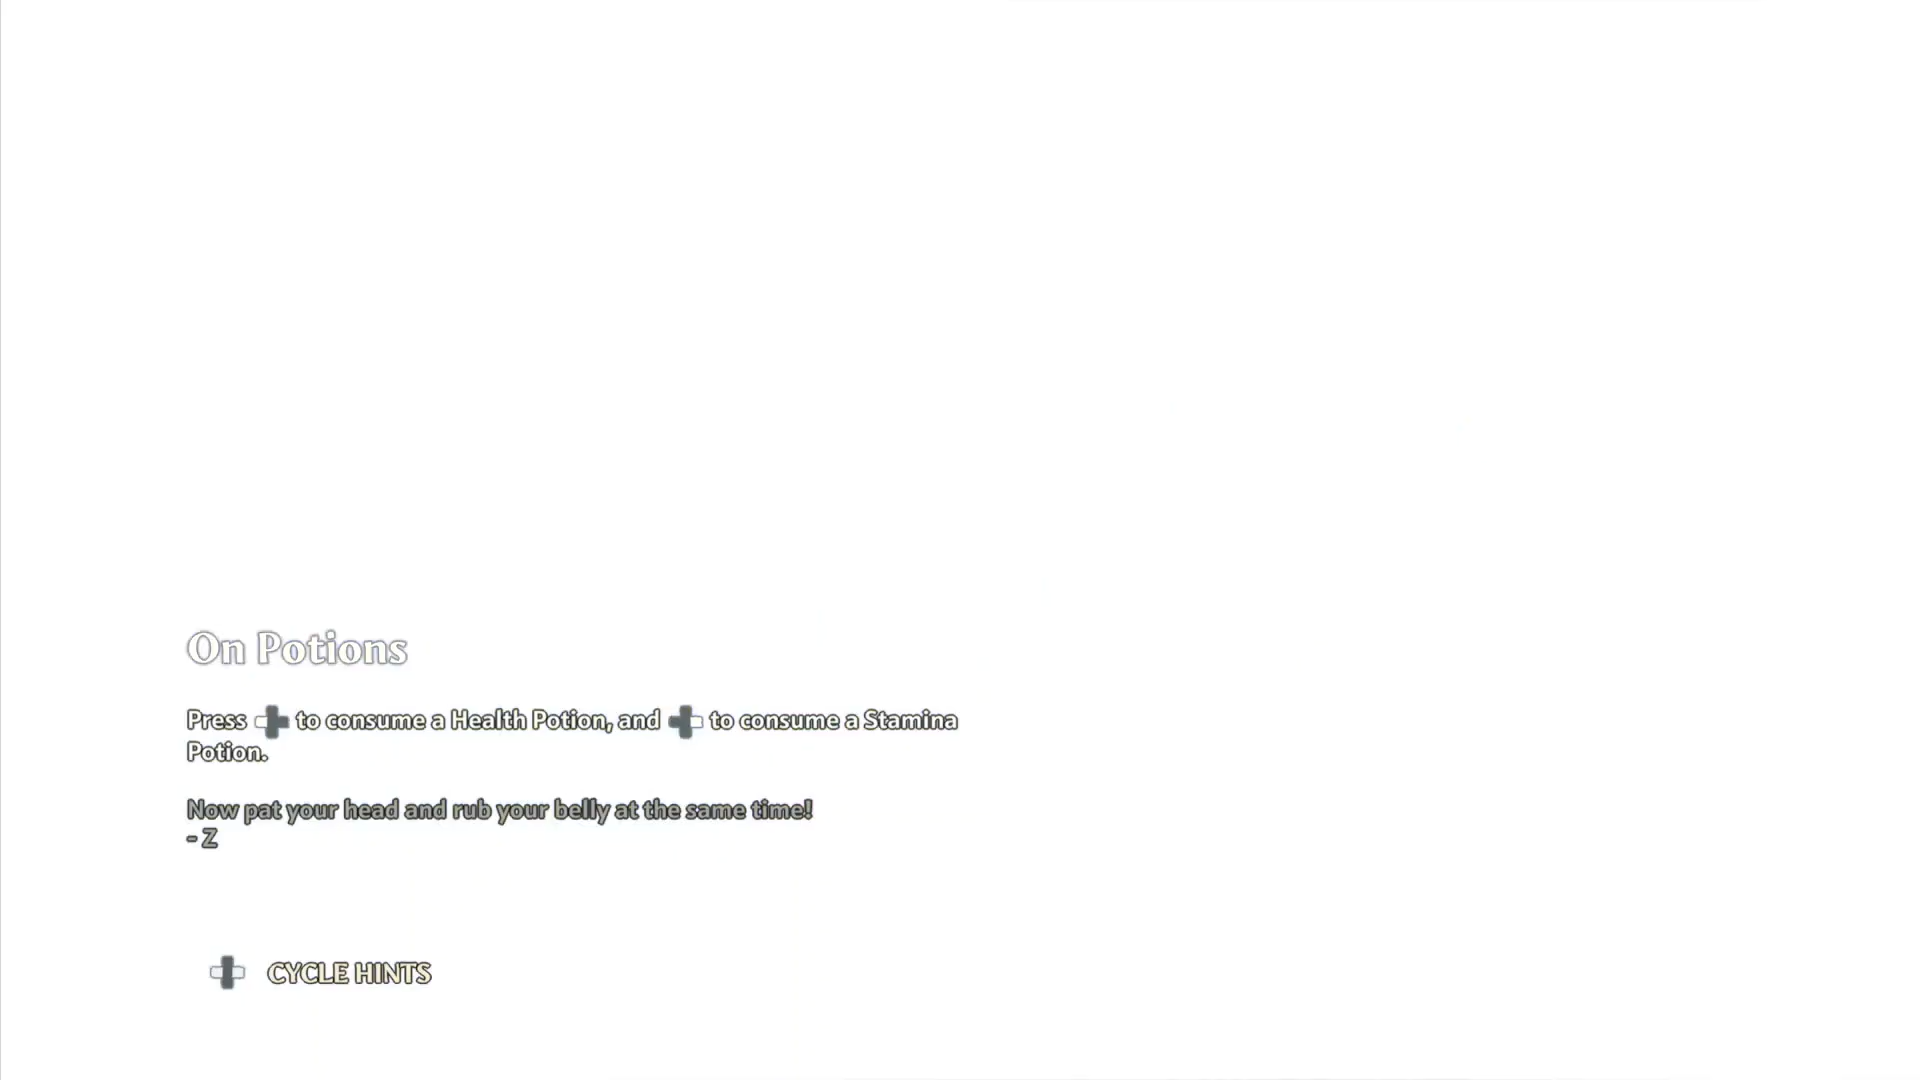 On Potions
Press to consume a Health Potion, and to consume a Stamina
Potion.
Now pat your head and rub your belly at the same time!
- Z
CYCLE HINTS